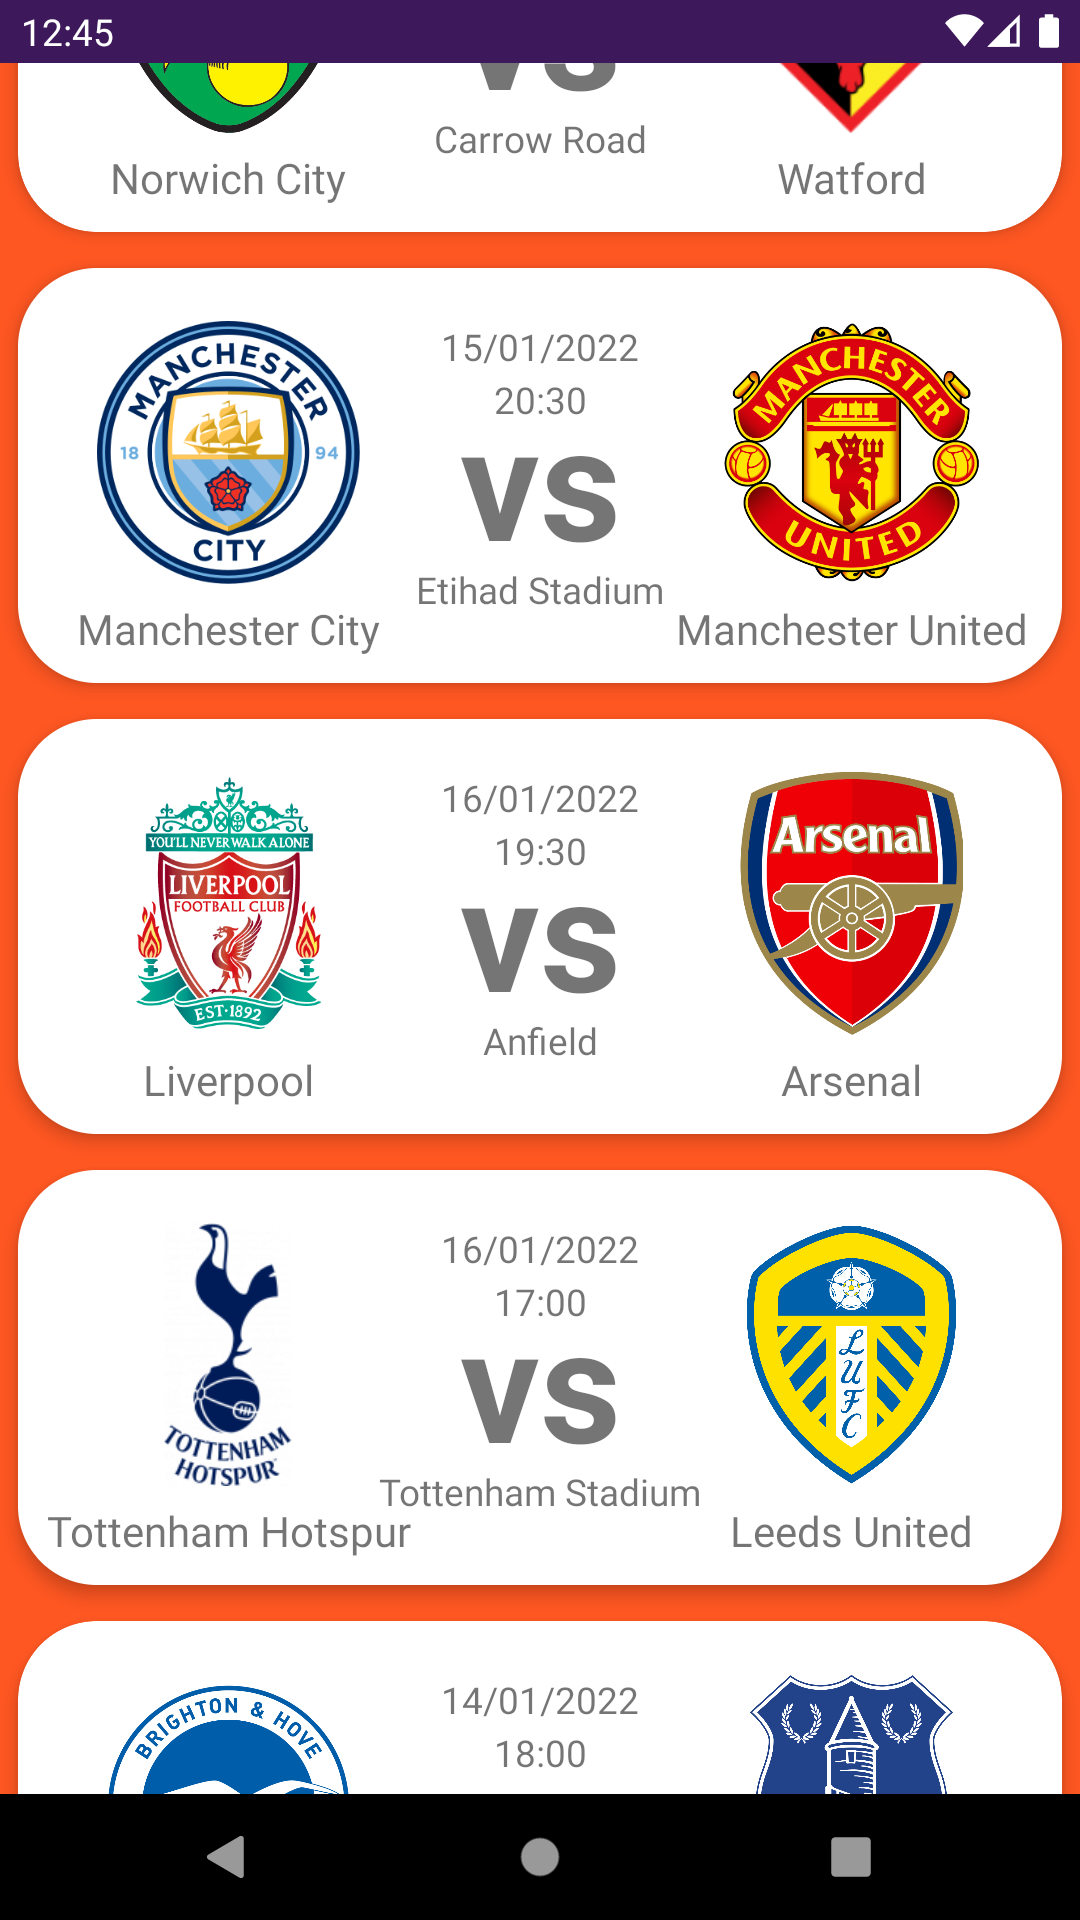 12:45
VS
Carrow Road
Norwich City
Watford
15/01/2022
20:30
MANCHESTER
18 94
CITY
VS
MANCHESTER
UNITED
Etihad Stadium
Manchester City
Manchester United
16/01/2022
19:30
YOU'LL NEVER WALK ALONE
LIVERPOOL
FOOTBALL CLUB
EST·1892
VS
Arsenal
Anfield
Liverpool
Arsenal
16/01/2022
17:00
TOTTENHAM
HOTSPUR
VS
L
U
F
C
Tottenham Stadium
Tottenham Hotspur
Leeds United
14/01/2022
18:00
BRIGHTON & HOVE